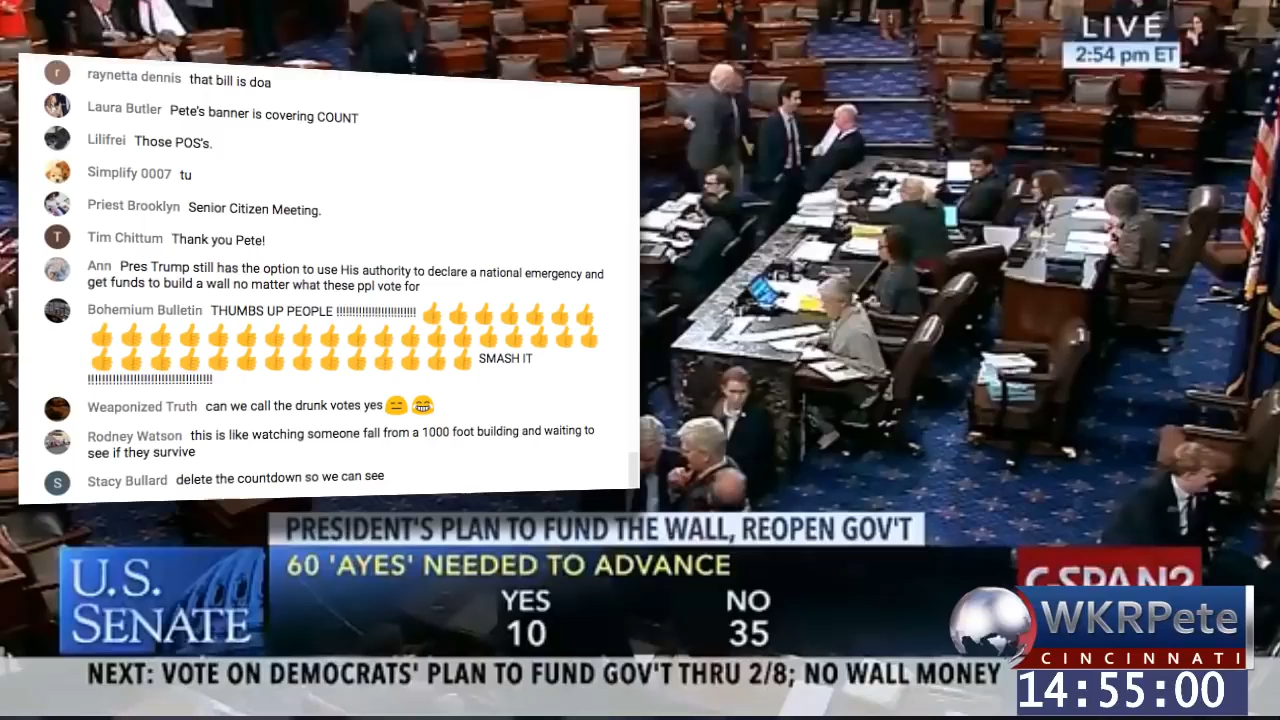 LIVE
2:54 pm ET
r raynetta dennis that bill is doa
Laura Butler Pete's banner is covering COUNT
Lilifrei Those POS's.
Simplify 0007 tu
Priest Brooklyn Senior Citizen Meeting.
T Tim Chittum Thank you Pete!
Ann Pres Trump still has the option to use His authority to declare a national emergency and
get funds to build a wall no matter what these ppl vote for
Bohemium Bulletin THUMBS UP PEOPLE !!!!!!!!!!!!!!!!!!!!!!!!!! 👍👍👍👍👍👍👍
👍👍👍👍👍👍👍👍👍👍👍👍👍👍👍👍👍👍👍👍
👍👍👍👍👍👍👍👍👍👍👍👍👍👍 SMASH IT
!!!!!!!!!!!!!!!!!!!!!!!!!!!!!!!!!!!!!!
Weaponized Truth can we call the drunk votes yes😑 😂
Rodney Watson this is like watching someone fall from a 1000 foot building and waiting to
see if they survive
S Stacy Bullard delete the countdown so we can see
PRESIDENT'S PLAN TO FUND THE WALL, REOPEN GOV'T
U.S.
SENATE
60 'AYES' NEEDED TO ADVANCE
YES NO
10 35
C-SPAN2
WKRPete
CINCINNATI
NEXT: VOTE ON DEMOCRATS' PLAN TO FUND GOV'T THRU 2/8; NO WALL MONEY
14:55:00